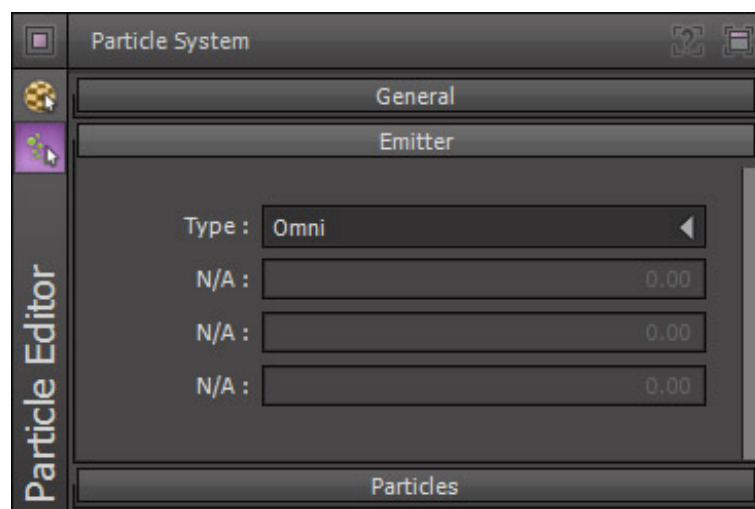 Particle System
General
Emitter
Type : Omni
N/A : 0.00
N/A : 0.00
N/A : 0.00
Particles
Particle Editor